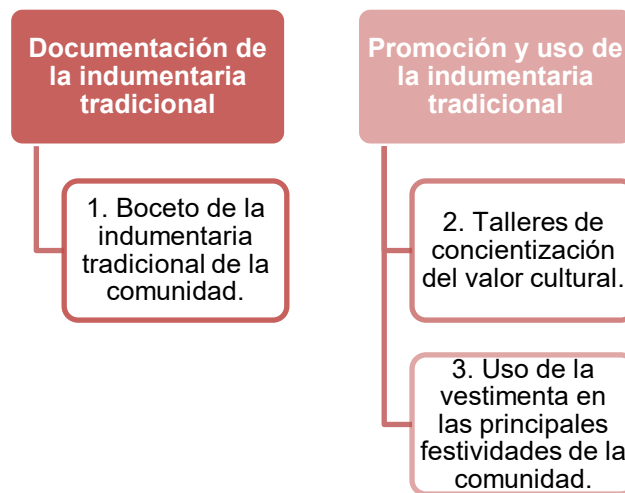 Documentación de
la indumentaria
tradicional
1. Boceto de la
indumentaria
tradicional de la
comunidad.
Promoción y uso de
la indumentaria
tradicional
2. Talleres de
concientización
del valor cultural.
3. Uso de la
vestimenta en
las principales
festividades de la
comunidad.